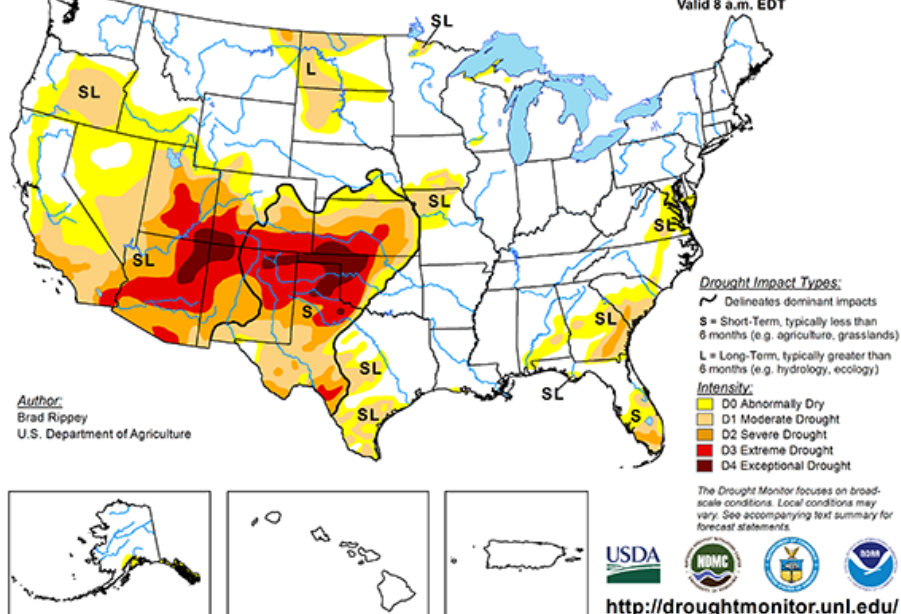 Valid 8 a.m. EDT
SL
L
SL
SL
SL
SL
S
SL
SL
SL
SL
S
Drought Impact Types:
Delineates dominant impacts
S = Short-Term, typically less than
6 months (e.g. agriculture, grasslands)
L = Long-Term, typically greater than
6 months (e.g. hydrology, ecology)
Intensity:
D0 Abnormally Dry
D1 Moderate Drought
D2 Severe Drought
D3 Extreme Drought
D4 Exceptional Drought
Author:
Brad Rippey
U.S. Department of Agriculture
The Drought Monitor focuses on broad-
scale conditions. Local conditions may
vary. See accompanying text summary for
forecast statements.
USDA
NDMC
NOAA
http://droughtmonitor.unl.edu/